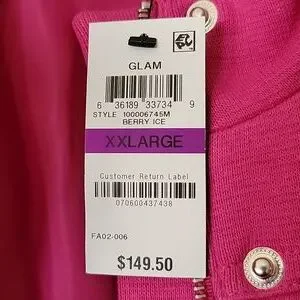 GLAM
6 36189 33734 9
STYLE 100006745M
BERRY ICE
XXLARGE
Customer Return Label
070600437438
FA02-006
$149.50